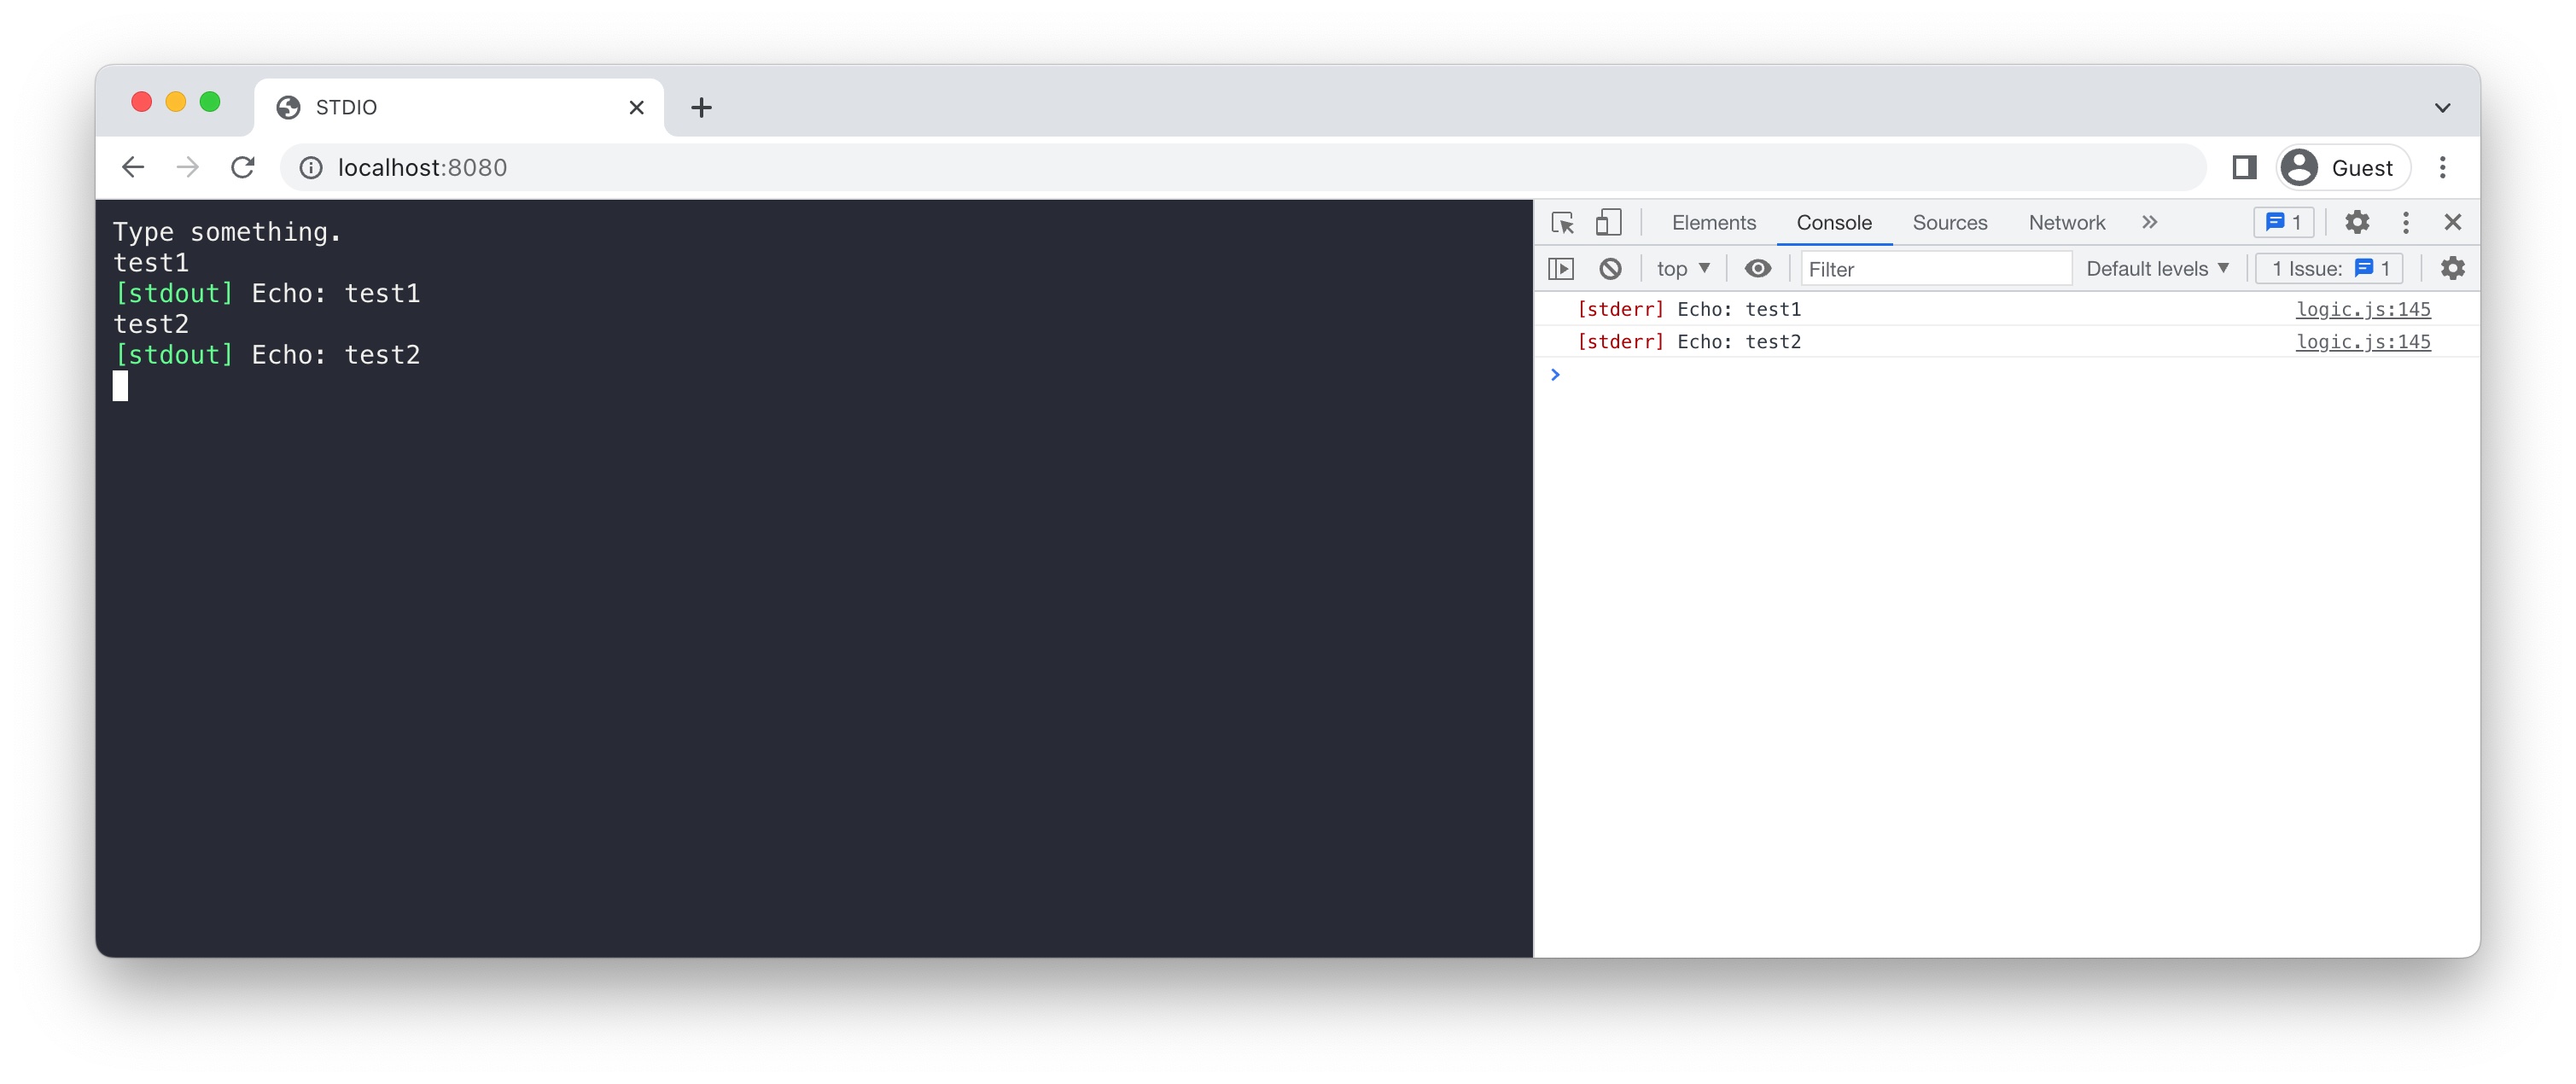 STDIO
localhost:8080
Guest
Type something.
test1
[stdout] Echo: test1
test2
[stdout] Echo: test2
Elements Console Sources Network 1
top Filter Default levels 1 Issue: 1
[stderr] Echo: test1 logic.js:145
[stderr] Echo: test2 logic.js:145